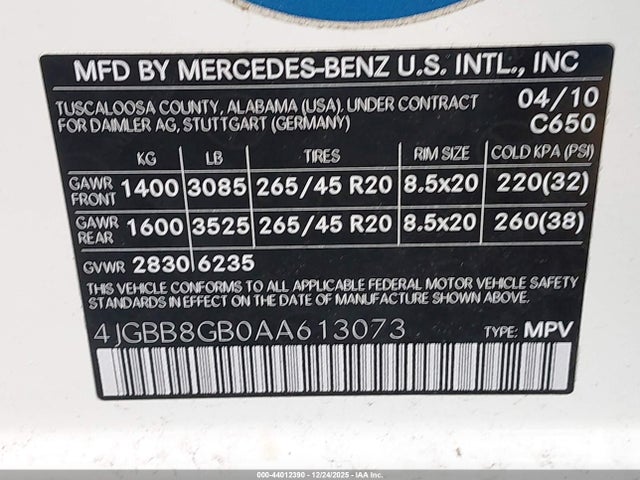 MFD BY MERCEDES-BENZ U.S. INTL., INC
TUSCALOOSA COUNTY, ALABAMA (USA), UNDER CONTRACT 04/10
FOR DAIMLER AG, STUTTGART (GERMANY) C650
KG LB TIRES RIM SIZE COLD KPA (PSI)
GAWR FRONT 1400 3085 265/45 R20 8.5x20 220(32)
GAWR REAR 1600 3525 265/45 R20 8.5x20 260(38)
GVWR 2830 6235
THIS VEHICLE CONFORMS TO ALL APPLICABLE FEDERAL MOTOR VEHICLE SAFETY
STANDARDS IN EFFECT ON THE DATE OF MANUFACTURE SHOWN ABOVE.
4JGBB8GB0AA613073 TYPE: MPV
000-44012390 - 12/24/2025 - IAAI.COM